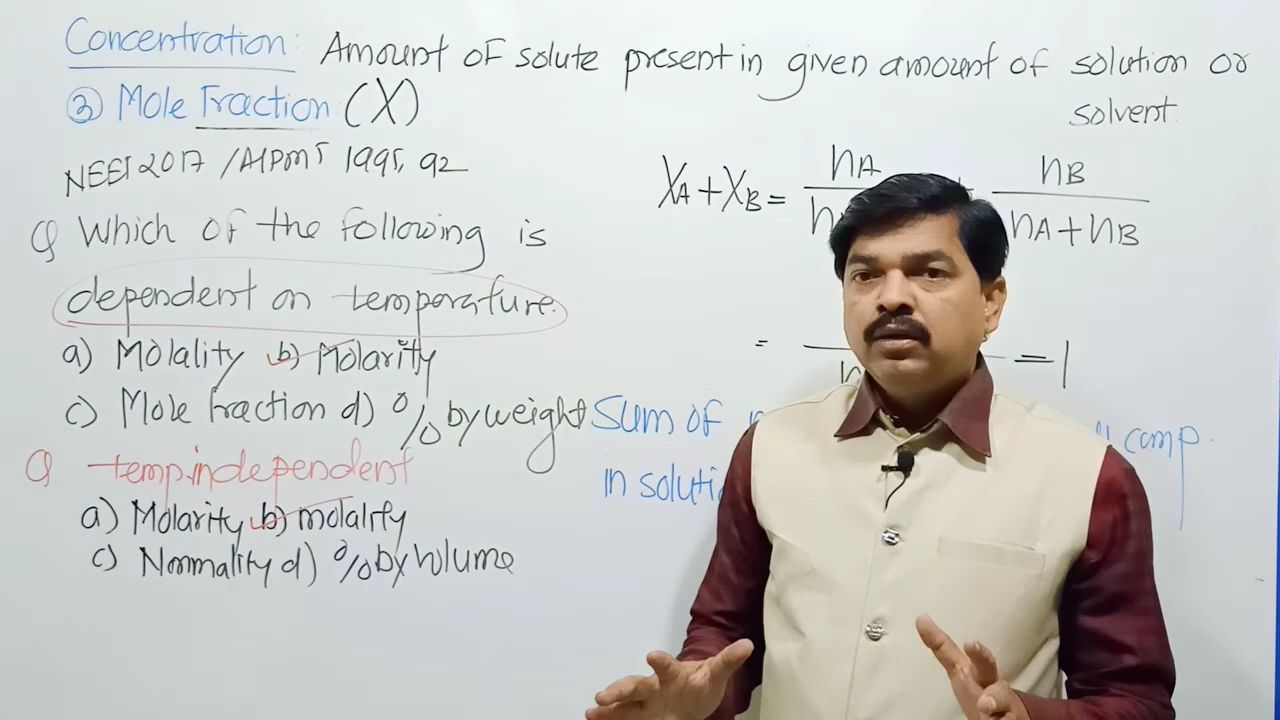 Concentration: Amount of solute present in given amount of solution or
solvent
③ Mole Fraction (X)
NEET 2017 / AIPMT 1995, 92
Q Which of the following is
dependent on temperature.
a) Molality b) Molarity
c) Mole fraction d) % by weight
Q temp.independent
a) Molarity b) molality
c) Normality d) % by volume
XA + XB = nA + nB
nA + nB
= = 1
Sum of comp.
in solution